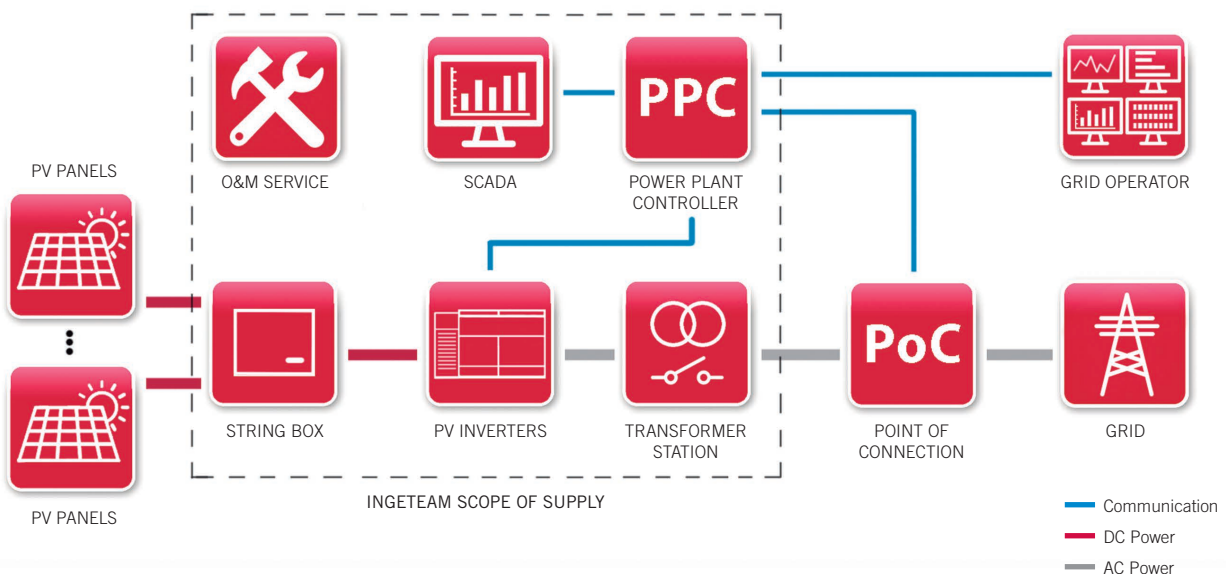 PPC
PV PANELS
O&M SERVICE
SCADA
POWER PLANT
CONTROLLER
GRID OPERATOR
PoC
STRING BOX
PV INVERTERS
TRANSFORMER
STATION
POINT OF
CONNECTION
GRID
INGETEAM SCOPE OF SUPPLY
PV PANELS
Communication
DC Power
AC Power